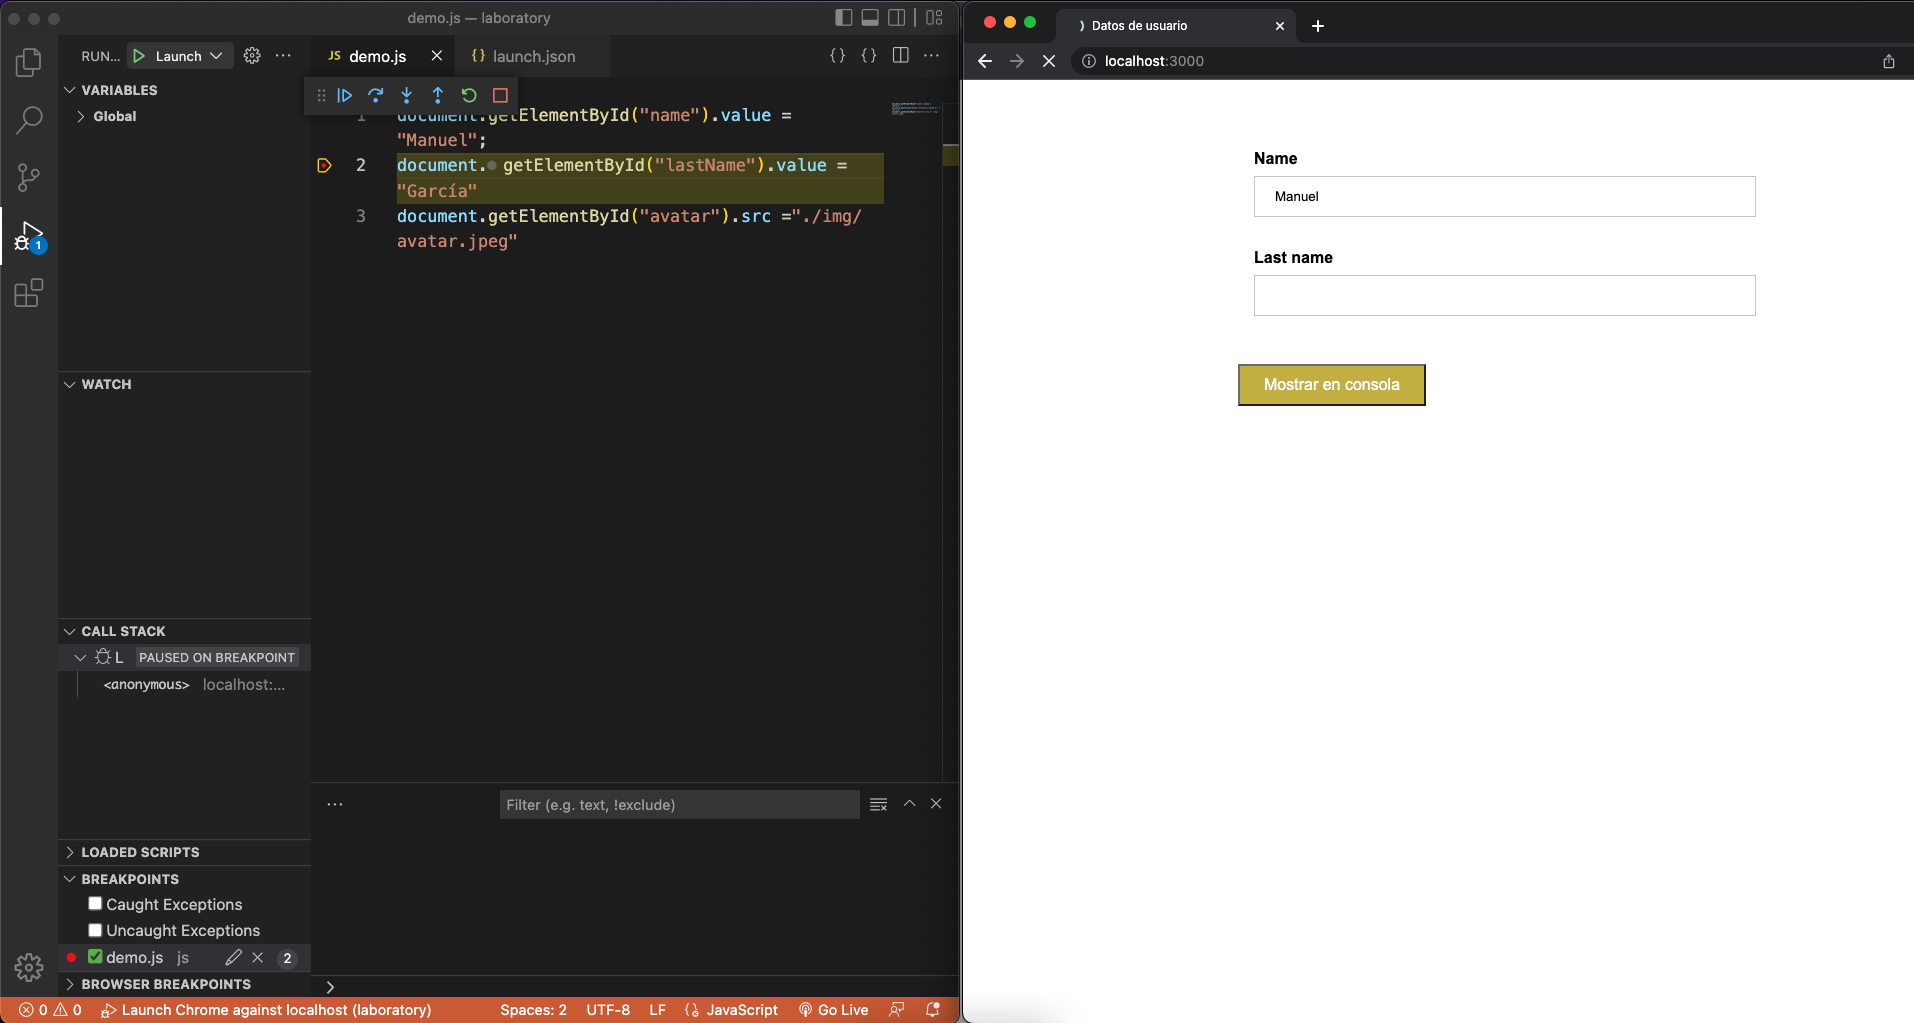 demo.js — laboratory
RUN...
Launch
JS demo.js
{} launch.json
VARIABLES
Global
1 document.getElementById("name").value =
"Manuel";
2 document. getElementById("lastName").value =
"García"
3 document.getElementById("avatar").src ="./img/
avatar.jpeg"
1
WATCH
CALL STACK
L PAUSED ON BREAKPOINT
<anonymous> localhost:...
Filter (e.g. text, !exclude)
LOADED SCRIPTS
BREAKPOINTS
Caught Exceptions
Uncaught Exceptions
demo.js js 2
BROWSER BREAKPOINTS
0 0 Launch Chrome against localhost (laboratory) Spaces: 2 UTF-8 LF {} JavaScript Go Live
Datos de usuario
localhost:3000
Name
Manuel
Last name
Mostrar en consola